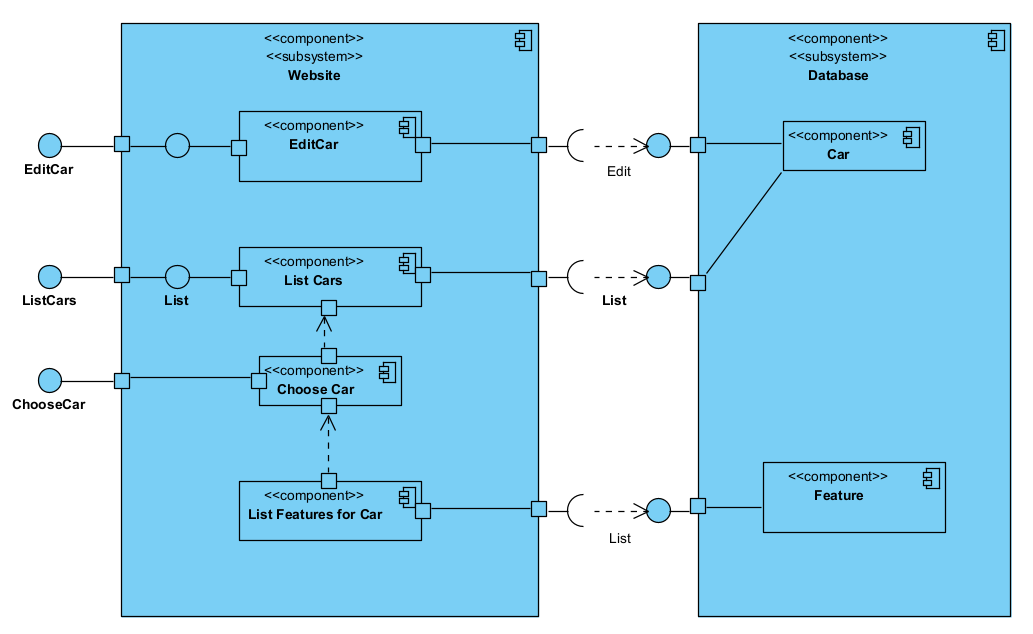 <<component>>
<<subsystem>>
Website
<<component>>
<<subsystem>>
Database
<<component>>
EditCar
<<component>>
Car
EditCar
Edit
<<component>>
List Cars
ListCars
List
List
<<component>>
Choose Car
ChooseCar
<<component>>
List Features for Car
<<component>>
Feature
List